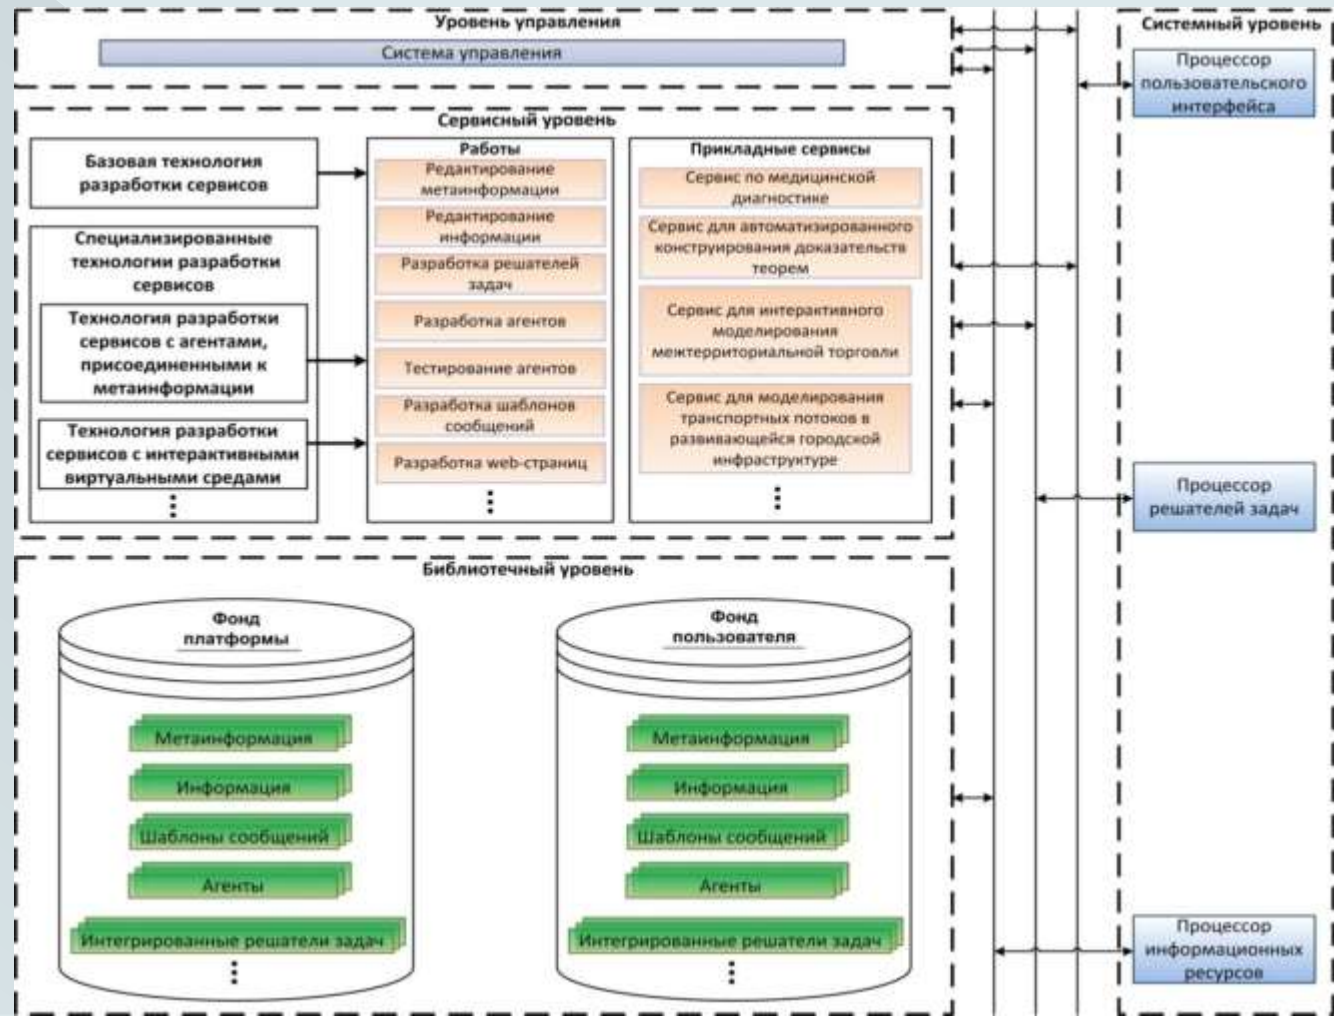 Уровень управления
Система управления
Сервисный уровень
Базовая технология
разработки сервисов
Специализированные
технологии разработки
сервисов
Технология разработки
сервисов с агентами,
присоединенными к
метаинформации
Технология разработки
сервисов с интерактивными
виртуальными средами
Работы
Редактирование
метаинформации
Редактирование
информации
Разработка решателей
задач
Разработка агентов
Тестирование агентов
Разработка шаблонов
сообщений
Разработка web-страниц
Прикладные сервисы
Сервис по медицинской
диагностике
Сервис для автоматизированного
конструирования доказательств
теорем
Сервис для интерактивного
моделирования
межтерриториальной торговли
Сервис для моделирования
транспортных потоков в
развивающейся городской
инфраструктуре
Библиотечный уровень
Фонд
платформы
Метаинформация
Информация
Шаблоны сообщений
Агенты
Интегрированные решатели задач
Фонд
пользователя
Метаинформация
Информация
Шаблоны сообщений
Агенты
Интегрированные решатели задач
Системный уровень
Процессор
пользовательского
интерфейса
Процессор
решателей задач
Процессор
информационных
ресурсов